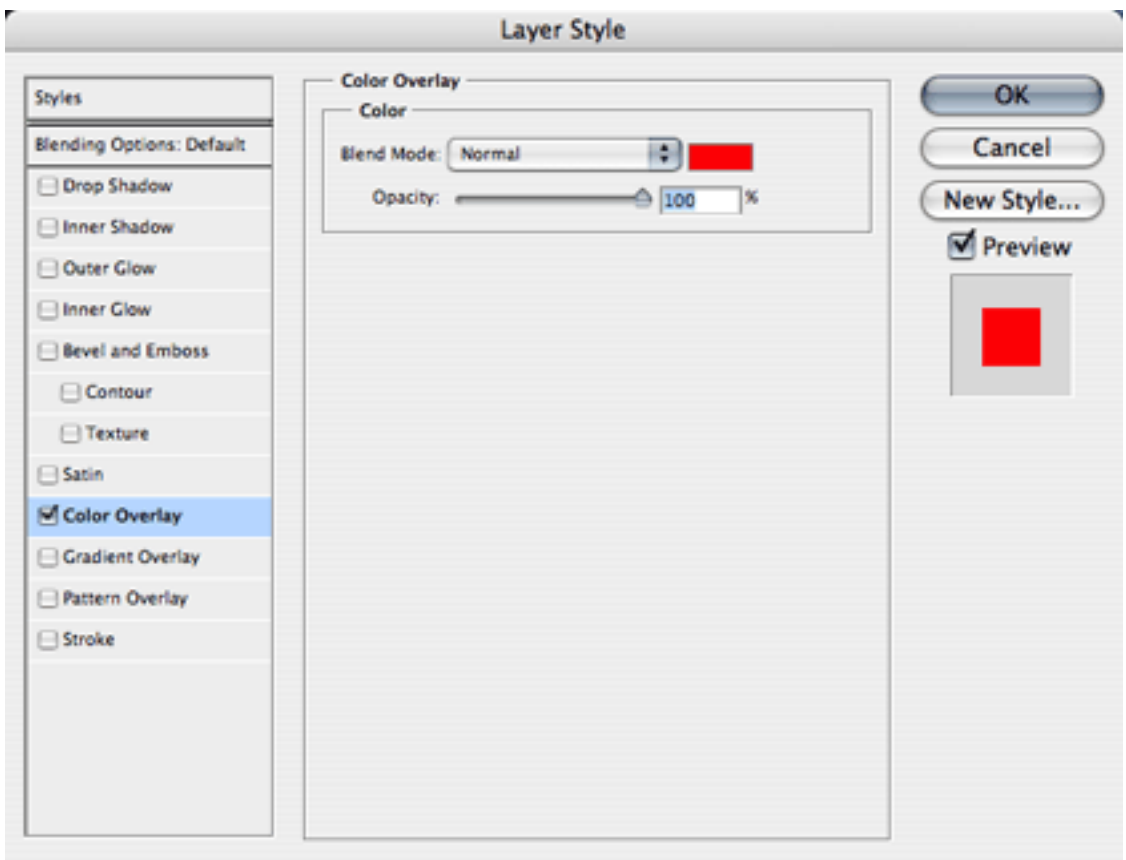 Layer Style
Styles
Blending Options: Default
Drop Shadow
Inner Shadow
Outer Glow
Inner Glow
Bevel and Emboss
Contour
Texture
Satin
Color Overlay
Gradient Overlay
Pattern Overlay
Stroke
Color Overlay
Color
Blend Mode: Normal
Opacity: 100 %
OK
Cancel
New Style...
Preview